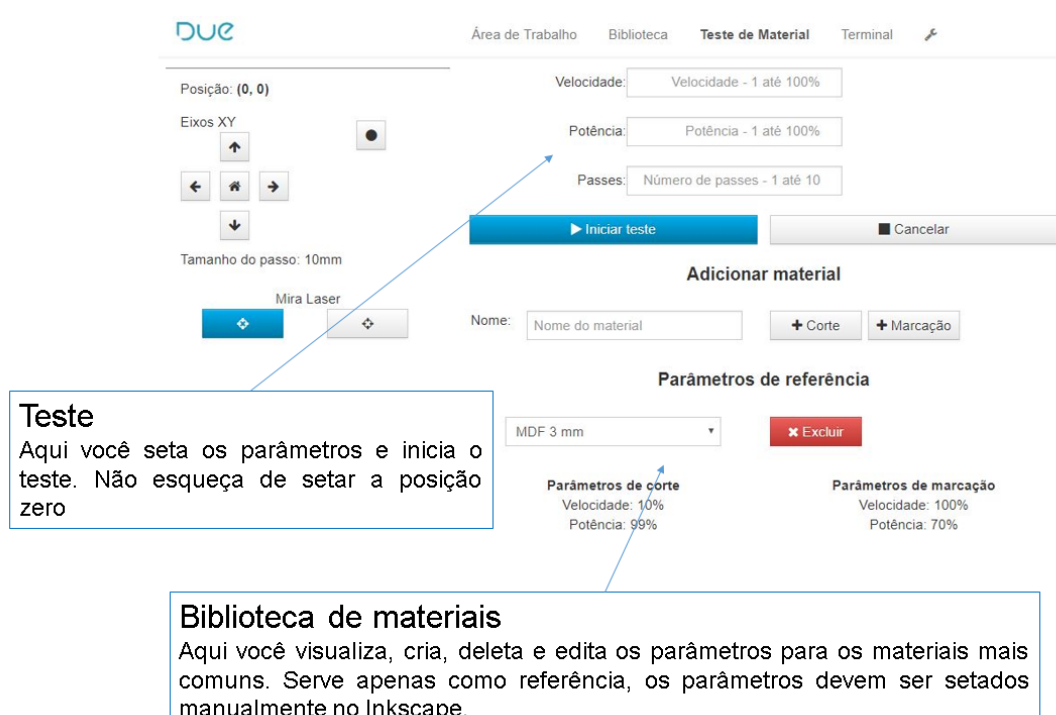 Due
Área de Trabalho Biblioteca Teste de Material Terminal
Posição: (0, 0)
Eixos XY
Tamanho do passo: 10mm
Mira Laser
Velocidade: Velocidade - 1 até 100%
Potência: Potência - 1 até 100%
Passes: Número de passes - 1 até 10
Iniciar teste Cancelar
Adicionar material
Nome: Nome do material + Corte + Marcação
Parâmetros de referência
MDF 3 mm Excluir
Parâmetros de corte
Velocidade: 10%
Potência: 99%
Parâmetros de marcação
Velocidade: 100%
Potência: 70%
Teste
Aqui você seta os parâmetros e inicia o
teste. Não esqueça de setar a posição
zero
Biblioteca de materiais
Aqui você visualiza, cria, deleta e edita os parâmetros para os materiais mais
comuns. Serve apenas como referência, os parâmetros devem ser setados
manualmente no Inkscape.